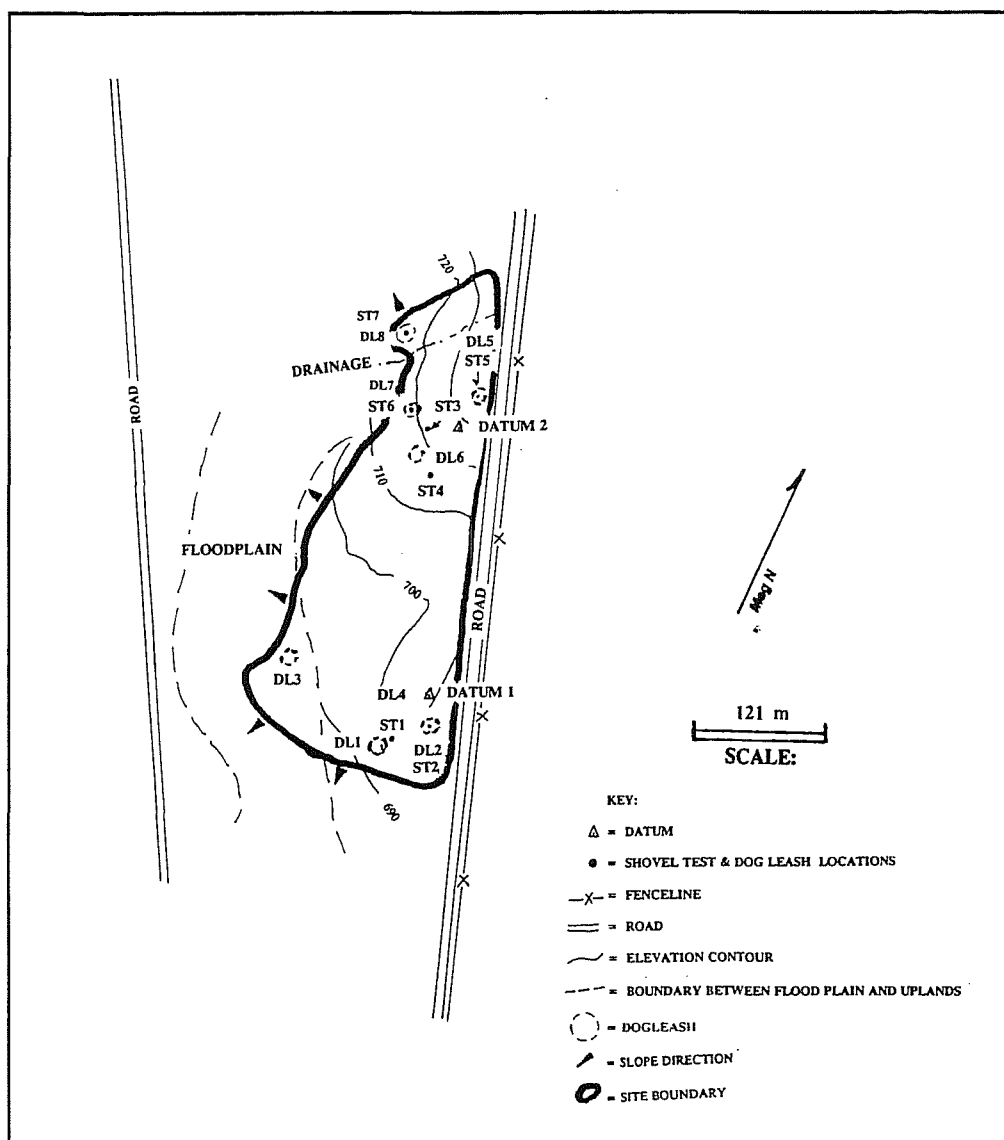 ROAD
720
ST7
DL8
DL5
ST5
DRAINAGE
DL7
ST6
ST3
DATUM 2
DL6
710
ST4
FLOODPLAIN
700
ROAD
Mag N
DL3
DL4
DATUM 1
ST1
DL1
DL2
ST2
690
121 m
SCALE:
KEY:
= DATUM
= SHOVEL TEST & DOG LEASH LOCATIONS
-X- = FENCELINE
= ROAD
= ELEVATION CONTOUR
= BOUNDARY BETWEEN FLOOD PLAIN AND UPLANDS
= DOGLEASH
= SLOPE DIRECTION
= SITE BOUNDARY